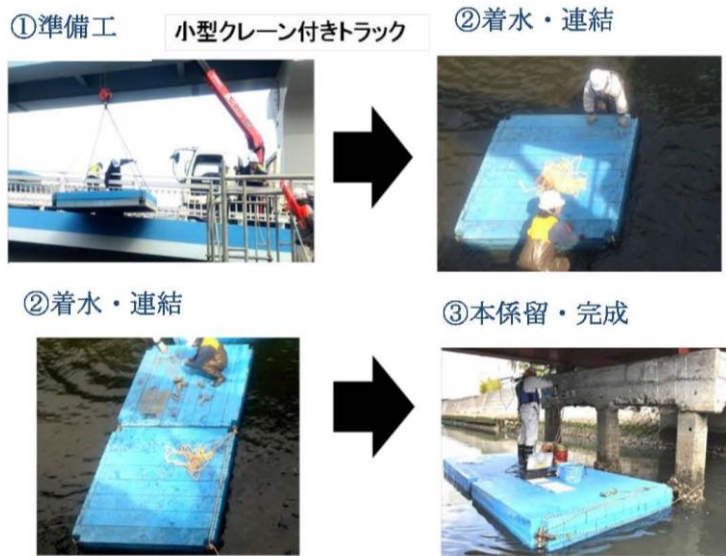 ①準備工
小型クレーン付きトラック
②着水・連結
②着水・連結
③本係留・完成